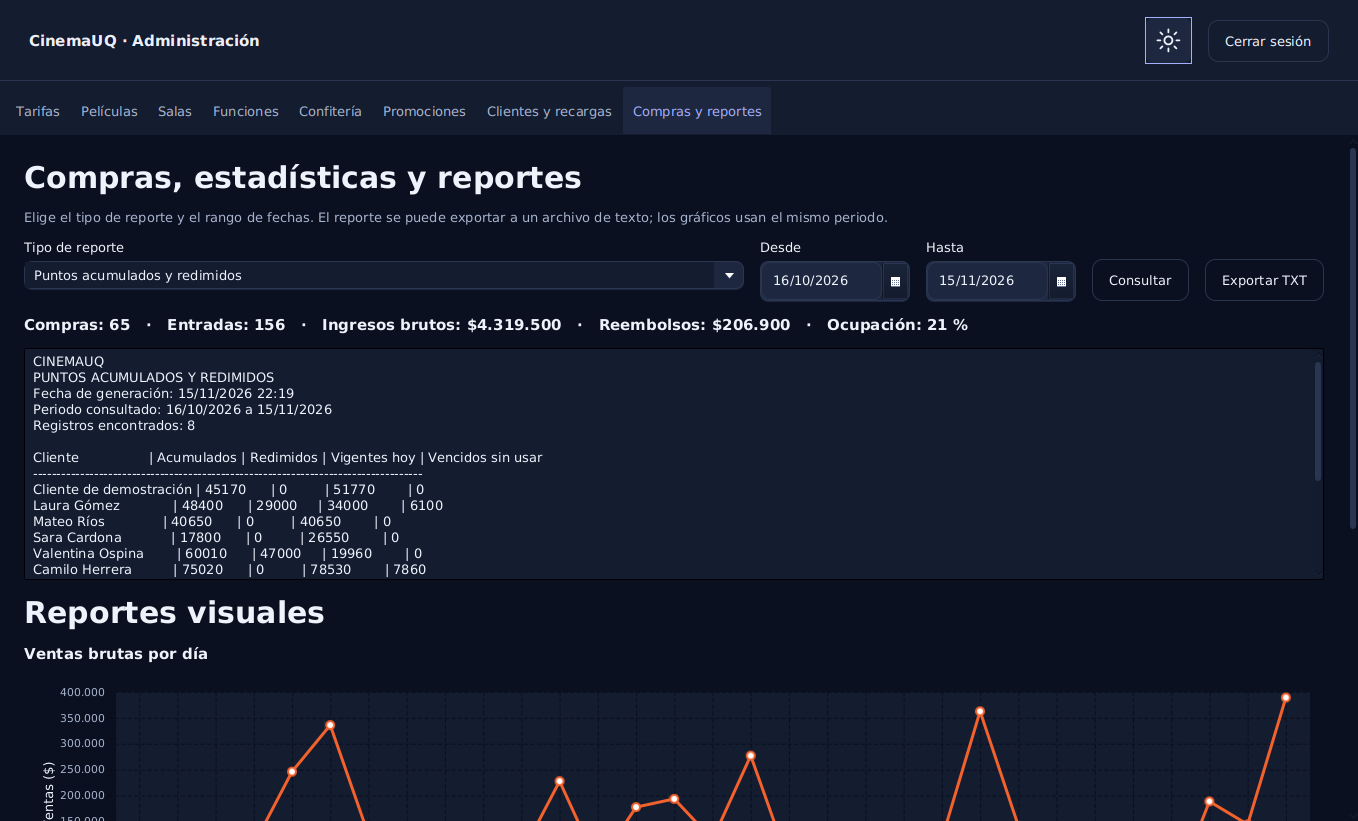 CinemaUQ · Administración
Cerrar sesión
Tarifas Películas Salas Funciones Confitería Promociones Clientes y recargas Compras y reportes
Compras, estadísticas y reportes
Elige el tipo de reporte y el rango de fechas. El reporte se puede exportar a un archivo de texto; los gráficos usan el mismo periodo.
Tipo de reporte Desde Hasta
Puntos acumulados y redimidos 16/10/2026 15/11/2026 Consultar Exportar TXT
Compras: 65 · Entradas: 156 · Ingresos brutos: $4.319.500 · Reembolsos: $206.900 · Ocupación: 21 %
CINEMAUQ
PUNTOS ACUMULADOS Y REDIMIDOS
Fecha de generación: 15/11/2026 22:19
Periodo consultado: 16/10/2026 a 15/11/2026
Registros encontrados: 8
Cliente | Acumulados | Redimidos | Vigentes hoy | Vencidos sin usar
-------------------------------------------------------------------------------------
Cliente de demostración | 45170 | 0 | 51770 | 0
Laura Gómez | 48400 | 29000 | 34000 | 6100
Mateo Ríos | 40650 | 0 | 40650 | 0
Sara Cardona | 17800 | 0 | 26550 | 0
Valentina Ospina | 60010 | 47000 | 19960 | 0
Camilo Herrera | 75020 | 0 | 78530 | 7860
Reportes visuales
Ventas brutas por día
400.000
350.000
300.000
250.000
200.000
150.000
entas ($)